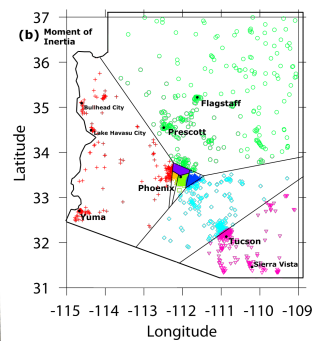 37
(b) Moment of
Inertia
36
Flagstaff
35
Bullhead City
Lake Havasu City
Prescott
34
Latitude
Phoenix
33
Yuma
32
Tucson
Sierra Vista
31
-115 -114 -113 -112 -111 -110 -109
Longitude